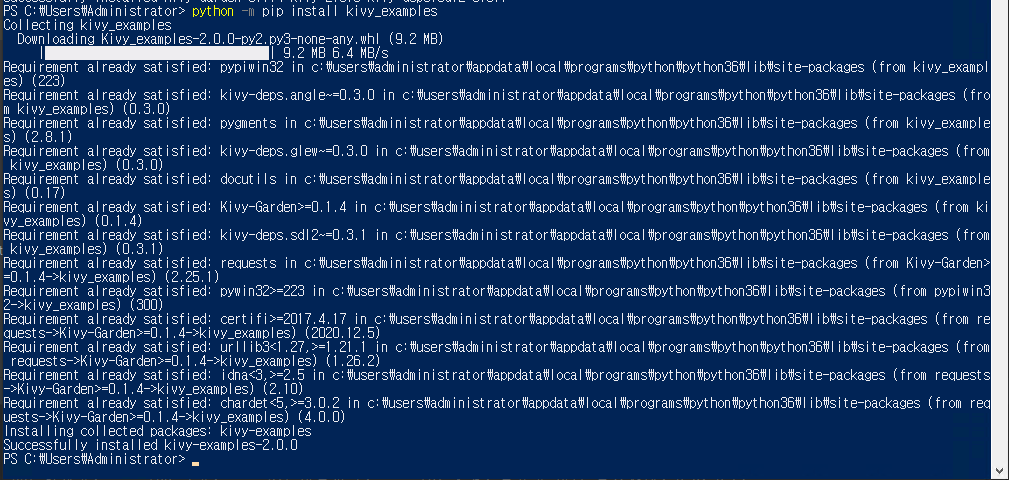 PS C:₩Users₩Administrator> python -m pip install kivy_examples
Collecting kivy_examples
  Downloading Kivy_examples-2.0.0-py2.py3-none-any.whl (9.2 MB)
     |████████████████████████████████| 9.2 MB 6.4 MB/s
Requirement already satisfied: pypiwin32 in c:₩users₩administrator₩appdata₩local₩programs₩python₩python36₩lib₩site-packages (from kivy_exampl
es) (223)
Requirement already satisfied: kivy-deps.angle~=0.3.0 in c:₩users₩administrator₩appdata₩local₩programs₩python₩python36₩lib₩site-packages (fro
m kivy_examples) (0.3.0)
Requirement already satisfied: pygments in c:₩users₩administrator₩appdata₩local₩programs₩python₩python36₩lib₩site-packages (from kivy_example
s) (2.8.1)
Requirement already satisfied: kivy-deps.glew~=0.3.0 in c:₩users₩administrator₩appdata₩local₩programs₩python₩python36₩lib₩site-packages (from
 kivy_examples) (0.3.0)
Requirement already satisfied: docutils in c:₩users₩administrator₩appdata₩local₩programs₩python₩python36₩lib₩site-packages (from kivy_example
s) (0.17)
Requirement already satisfied: Kivy-Garden>=0.1.4 in c:₩users₩administrator₩appdata₩local₩programs₩python₩python36₩lib₩site-packages (from ki
vy_examples) (0.1.4)
Requirement already satisfied: kivy-deps.sdl2~=0.3.1 in c:₩users₩administrator₩appdata₩local₩programs₩python₩python36₩lib₩site-packages (from
 kivy_examples) (0.3.1)
Requirement already satisfied: requests in c:₩users₩administrator₩appdata₩local₩programs₩python₩python36₩lib₩site-packages (from Kivy-Garden>
=0.1.4->kivy_examples) (2.25.1)
Requirement already satisfied: pywin32>=223 in c:₩users₩administrator₩appdata₩local₩programs₩python₩python36₩lib₩site-packages (from pypiwin3
2->kivy_examples) (300)
Requirement already satisfied: certifi>=2017.4.17 in c:₩users₩administrator₩appdata₩local₩programs₩python₩python36₩lib₩site-packages (from re
quests->Kivy-Garden>=0.1.4->kivy_examples) (2020.12.5)
Requirement already satisfied: urllib3<1.27,>=1.21.1 in c:₩users₩administrator₩appdata₩local₩programs₩python₩python36₩lib₩site-packages (from
 requests->Kivy-Garden>=0.1.4->kivy_examples) (1.26.2)
Requirement already satisfied: idna<3,>=2.5 in c:₩users₩administrator₩appdata₩local₩programs₩python₩python36₩lib₩site-packages (from requests
->Kivy-Garden>=0.1.4->kivy_examples) (2.10)
Requirement already satisfied: chardet<5,>=3.0.2 in c:₩users₩administrator₩appdata₩local₩programs₩python₩python36₩lib₩site-packages (from req
uests->Kivy-Garden>=0.1.4->kivy_examples) (4.0.0)
Installing collected packages: kivy-examples
Successfully installed kivy-examples-2.0.0
PS C:₩Users₩Administrator>